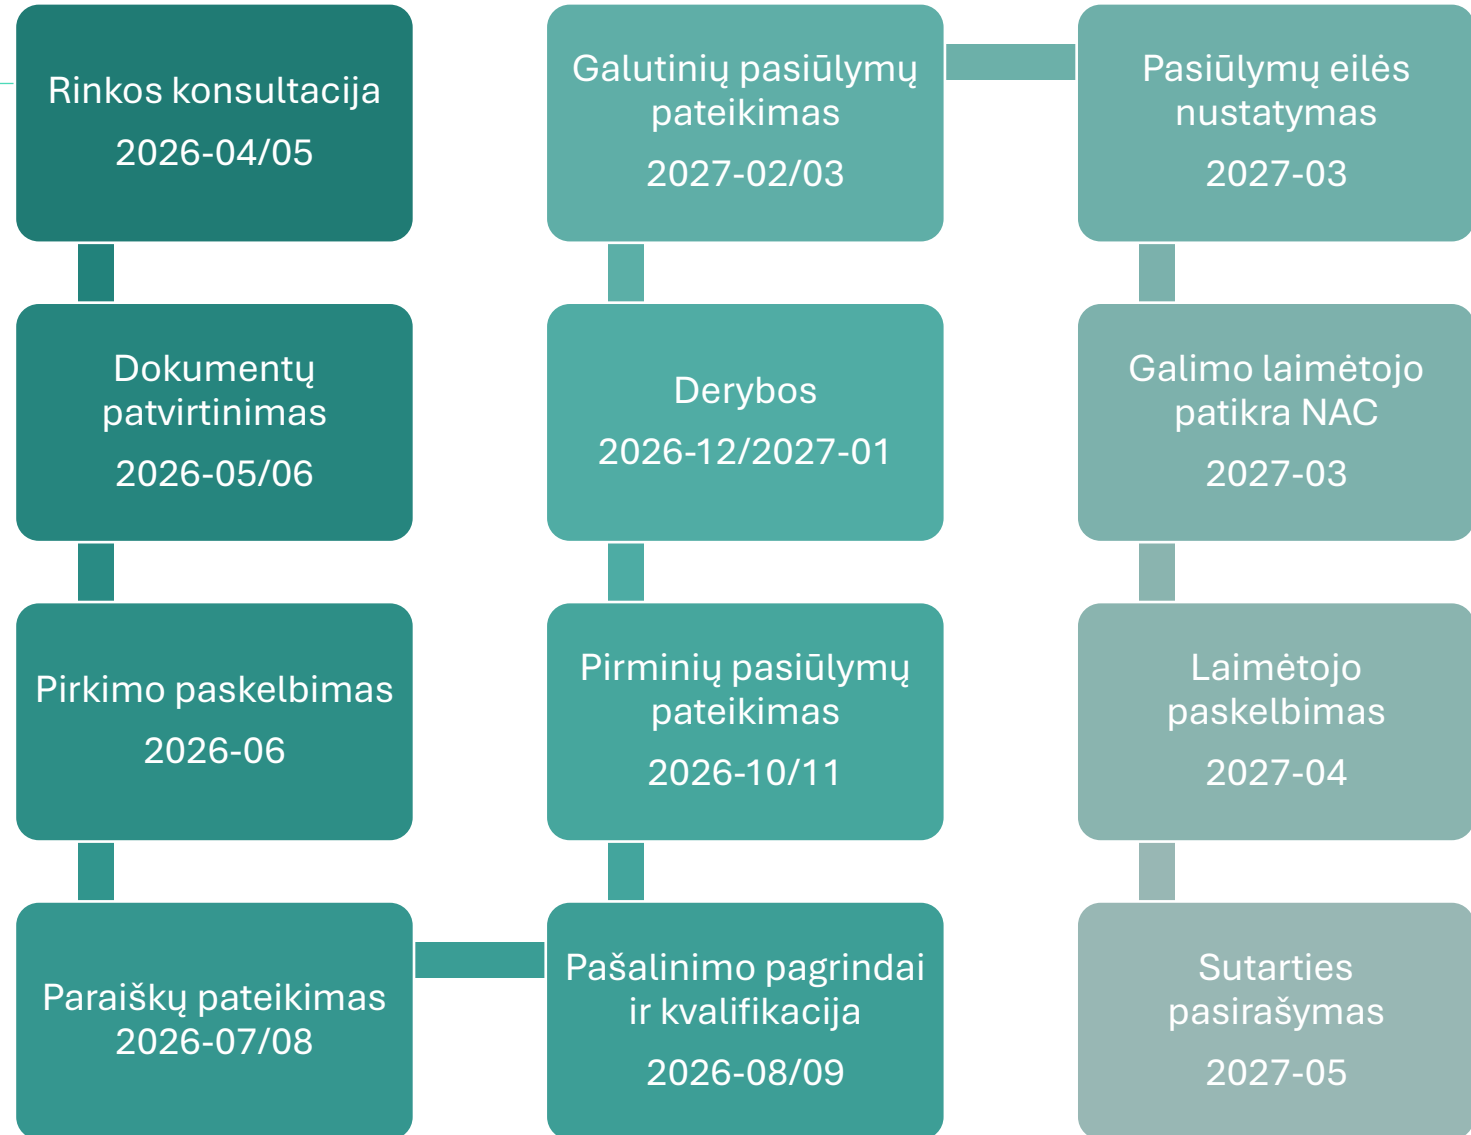 Rinkos konsultacija
2026-04/05
Dokumentų
patvirtinimas
2026-05/06
Pirkimo paskelbimas
2026-06
Paraiškų pateikimas
2026-07/08
Pašalinimo pagrindai
ir kvalifikacija
2026-08/09
Pirminių pasiūlymų
pateikimas
2026-10/11
Derybos
2026-12/2027-01
Galutinių pasiūlymų
pateikimas
2027-02/03
Pasiūlymų eilės
nustatymas
2027-03
Galimo laimėtojo
patikra NAC
2027-03
Laimėtojo
paskelbimas
2027-04
Sutarties
pasirašymas
2027-05